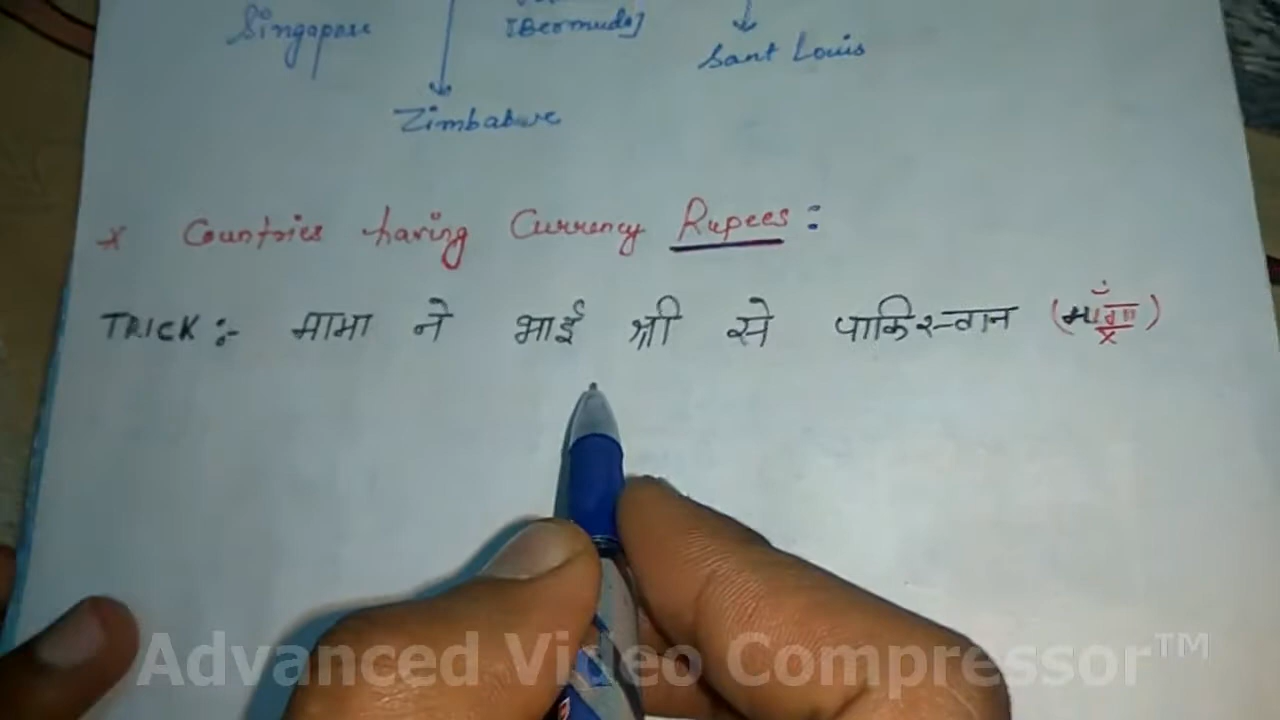 Singapore
[Bermuda]
Sant Louis
Zimbabwe
* Countries having Currency Rupees :
TRICK :- मामा ने भाई श्री से पाकिस्तान (माँगा)
x
Advanced Video Compressor™